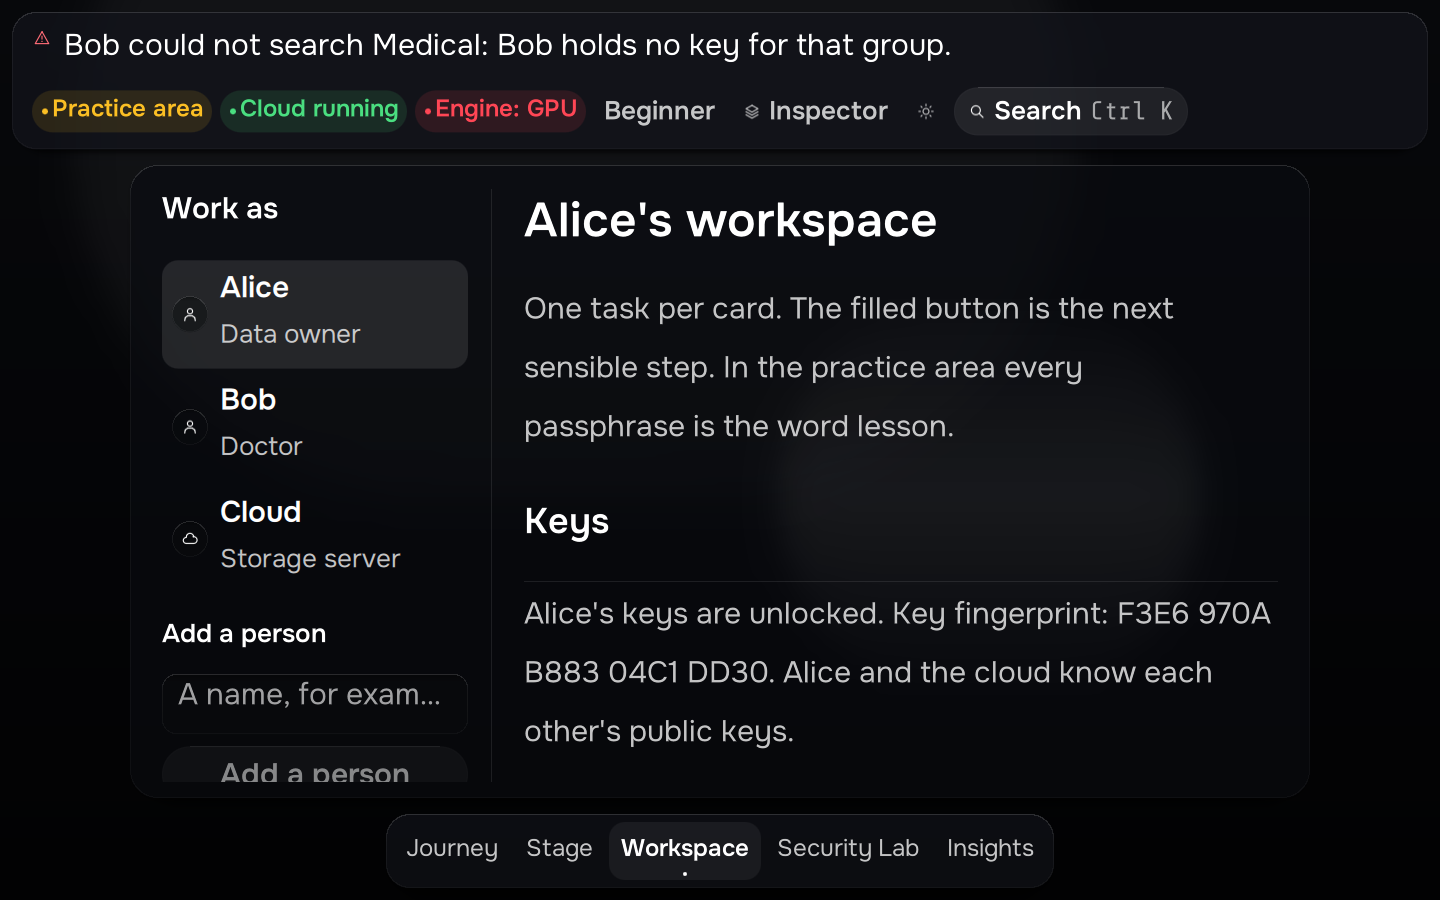 Bob could not search Medical: Bob holds no key for that group.
Practice area
Cloud running
Engine: GPU
Beginner
Inspector
Search Ctrl K
Work as
Alice
Data owner
Bob
Doctor
Cloud
Storage server
Add a person
A name, for exam...
Add a person
Alice's workspace
One task per card. The filled button is the next
sensible step. In the practice area every
passphrase is the word lesson.
Keys
Alice's keys are unlocked. Key fingerprint: F3E6 970A
B883 04C1 DD30. Alice and the cloud know each
other's public keys.
Journey
Stage
Workspace
Security Lab
Insights